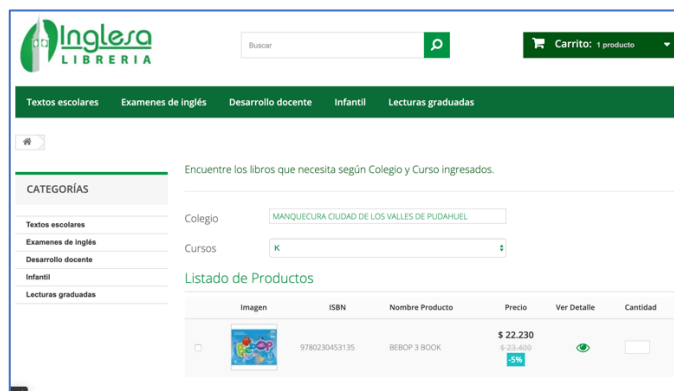 Inglesa
LIBRERIA
Buscar
Carrito: 1 producto
Textos escolares Examenes de inglés Desarrollo docente Infantil Lecturas graduadas
Encuentre los libros que necesita según Colegio y Curso ingresados.
CATEGORÍAS
Textos escolares
Examenes de inglés
Desarrollo docente
Infantil
Lecturas graduadas
Colegio MANQUECURA CIUDAD DE LOS VALLES DE PUDAHUEL
Cursos K
Listado de Productos
Imagen ISBN Nombre Producto Precio Ver Detalle Cantidad
9780230453135 BEBOP 3 BOOK $ 22.230
$ 23.400
-5%